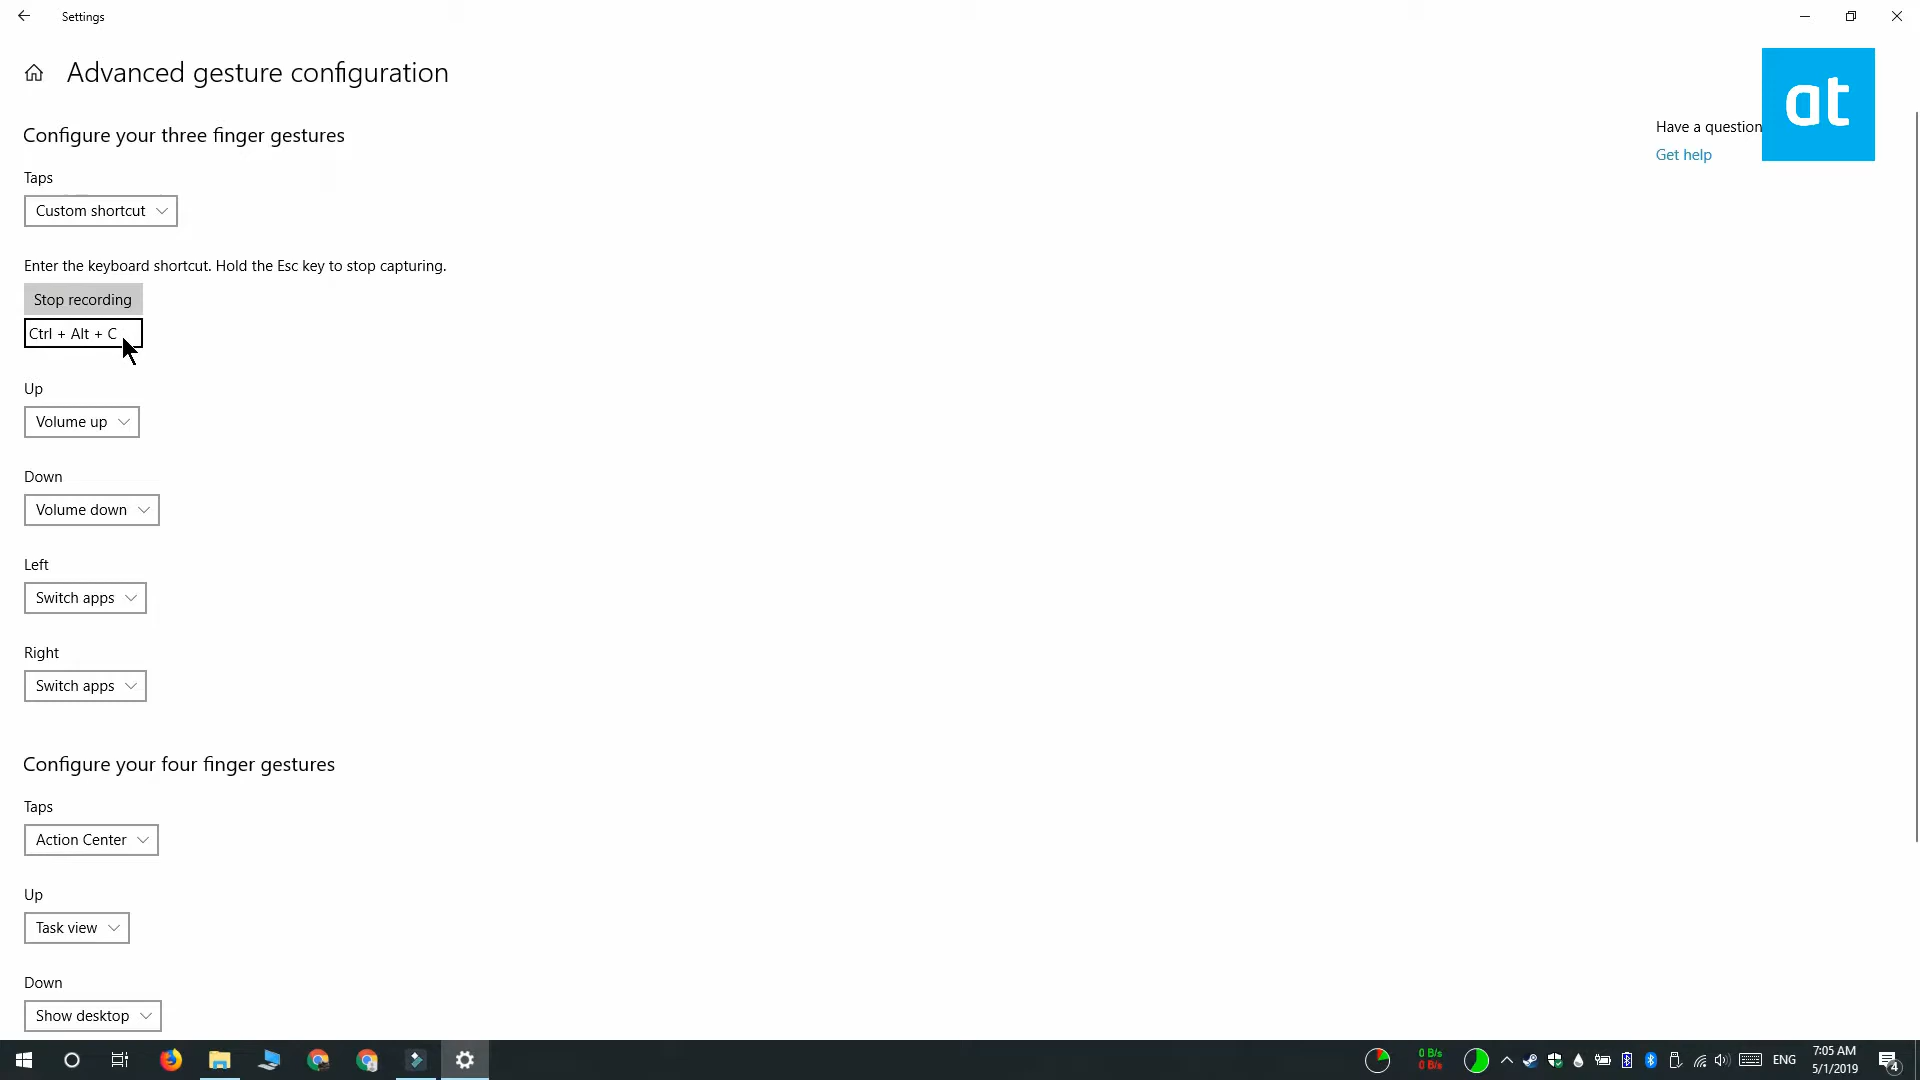 Settings
Advanced gesture configuration
at
Configure your three finger gestures
Have a question
Get help
Taps
Custom shortcut
Enter the keyboard shortcut. Hold the Esc key to stop capturing.
Stop recording
Ctrl + Alt + C
Up
Volume up
Down
Volume down
Left
Switch apps
Right
Switch apps
Configure your four finger gestures
Taps
Action Center
Up
Task view
Down
Show desktop
0 B/s
0 B/s
ENG
7:05 AM
5/1/2019
4